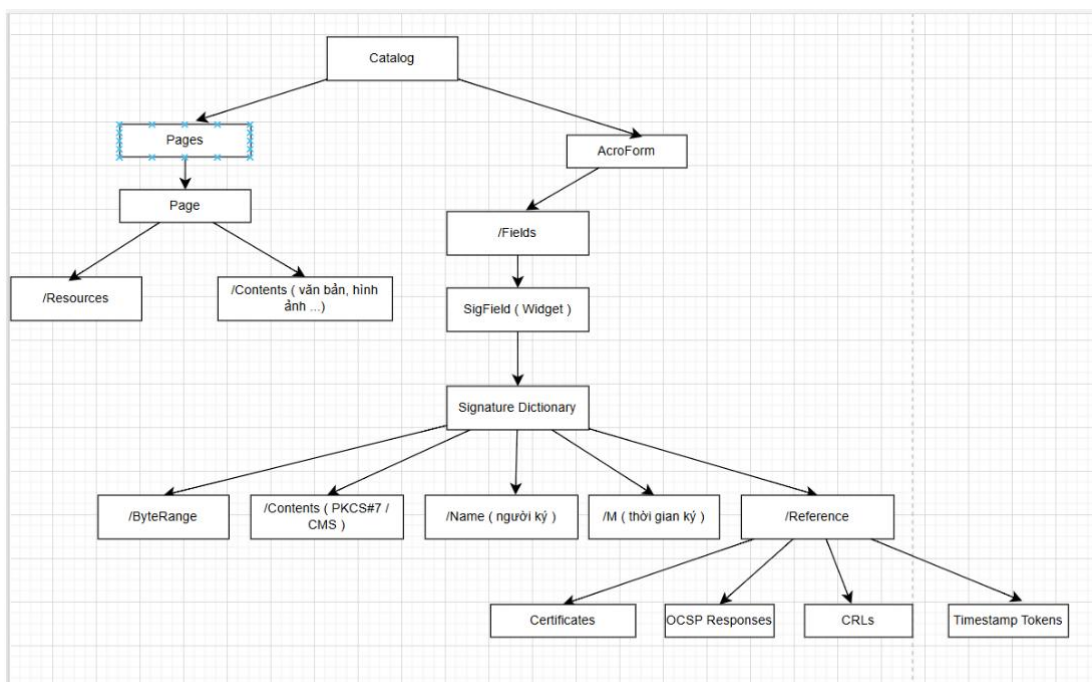 Catalog
Pages
AcroForm
Page
/Fields
/Resources
/Contents ( văn bản, hình
ảnh ...)
SigField ( Widget )
Signature Dictionary
/ByteRange
/Contents ( PKCS#7 /
CMS )
/Name ( người ký )
/M ( thời gian ký )
/Reference
Certificates
OCSP Responses
CRLs
Timestamp Tokens